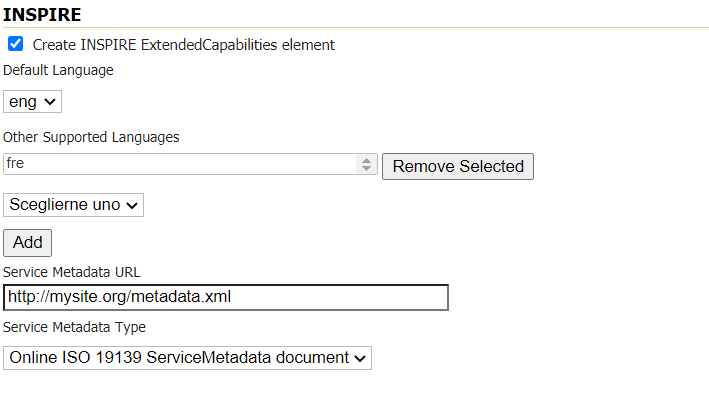 INSPIRE
Create INSPIRE ExtendedCapabilities element
Default Language
eng
Other Supported Languages
fre
Remove Selected
Sceglierne uno
Add
Service Metadata URL
http://mysite.org/metadata.xml
Service Metadata Type
Online ISO 19139 ServiceMetadata document